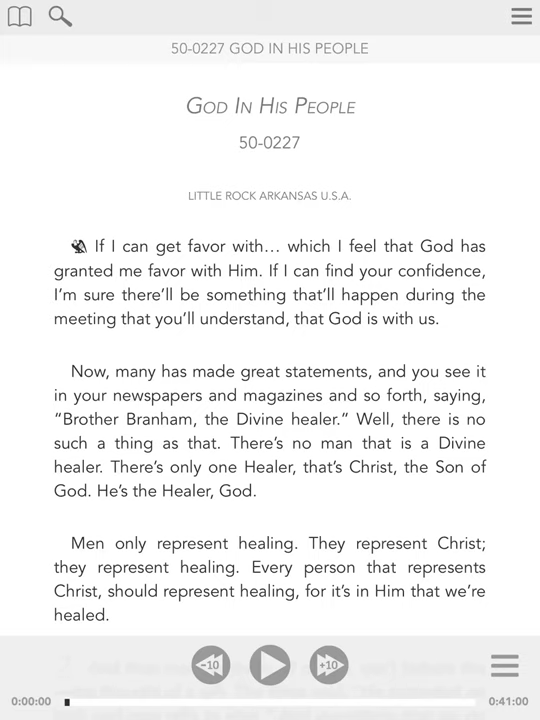 50-0227 GOD IN HIS PEOPLE
GOD IN HIS PEOPLE
50-0227
LITTLE ROCK ARKANSAS U.S.A.
If I can get favor with… which I feel that God has
granted me favor with Him. If I can find your confidence,
I’m sure there’ll be something that’ll happen during the
meeting that you’ll understand, that God is with us.
Now, many has made great statements, and you see it
in your newspapers and magazines and so forth, saying,
“Brother Branham, the Divine healer.” Well, there is no
such a thing as that. There’s no man that is a Divine
healer. There’s only one Healer, that’s Christ, the Son of
God. He’s the Healer, God.
Men only represent healing. They represent Christ;
they represent healing. Every person that represents
Christ, should represent healing, for it’s in Him that we’re
healed.
-10
+10
0:00:00
0:41:00